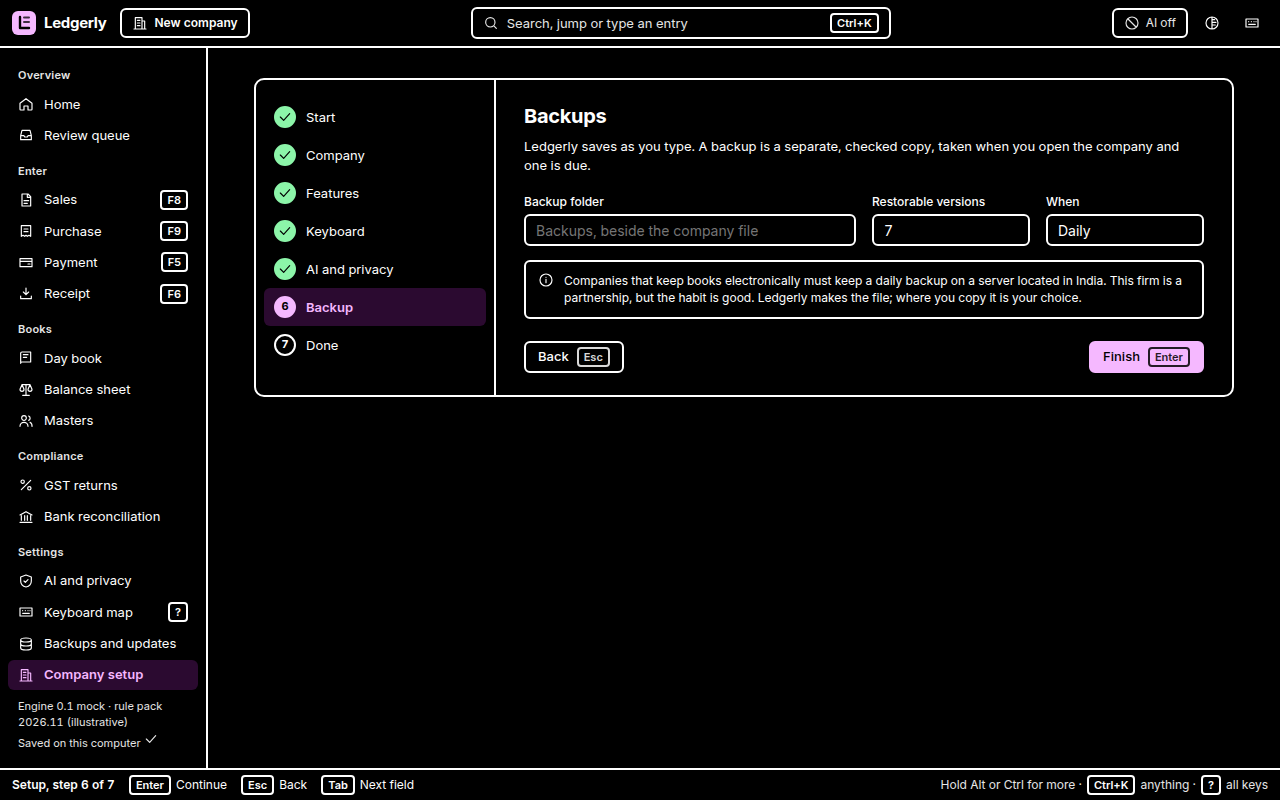 Ledgerly
New company
Search, jump or type an entry
Ctrl+K
AI off
Overview
Home
Review queue
Enter
Sales F8
Purchase F9
Payment F5
Receipt F6
Books
Day book
Balance sheet
Masters
Compliance
GST returns
Bank reconciliation
Settings
AI and privacy
Keyboard map ?
Backups and updates
Company setup
Engine 0.1 mock · rule pack
2026.11 (illustrative)
Saved on this computer
Start
Company
Features
Keyboard
AI and privacy
6 Backup
7 Done
Backups
Ledgerly saves as you type. A backup is a separate, checked copy, taken when you open the company and
one is due.
Backup folder
Backups, beside the company file
Restorable versions
7
When
Daily
Companies that keep books electronically must keep a daily backup on a server located in India. This firm is a
partnership, but the habit is good. Ledgerly makes the file; where you copy it is your choice.
Back Esc
Finish Enter
Setup, step 6 of 7 Enter Continue Esc Back Tab Next field
Hold Alt or Ctrl for more · Ctrl+K anything · ? all keys